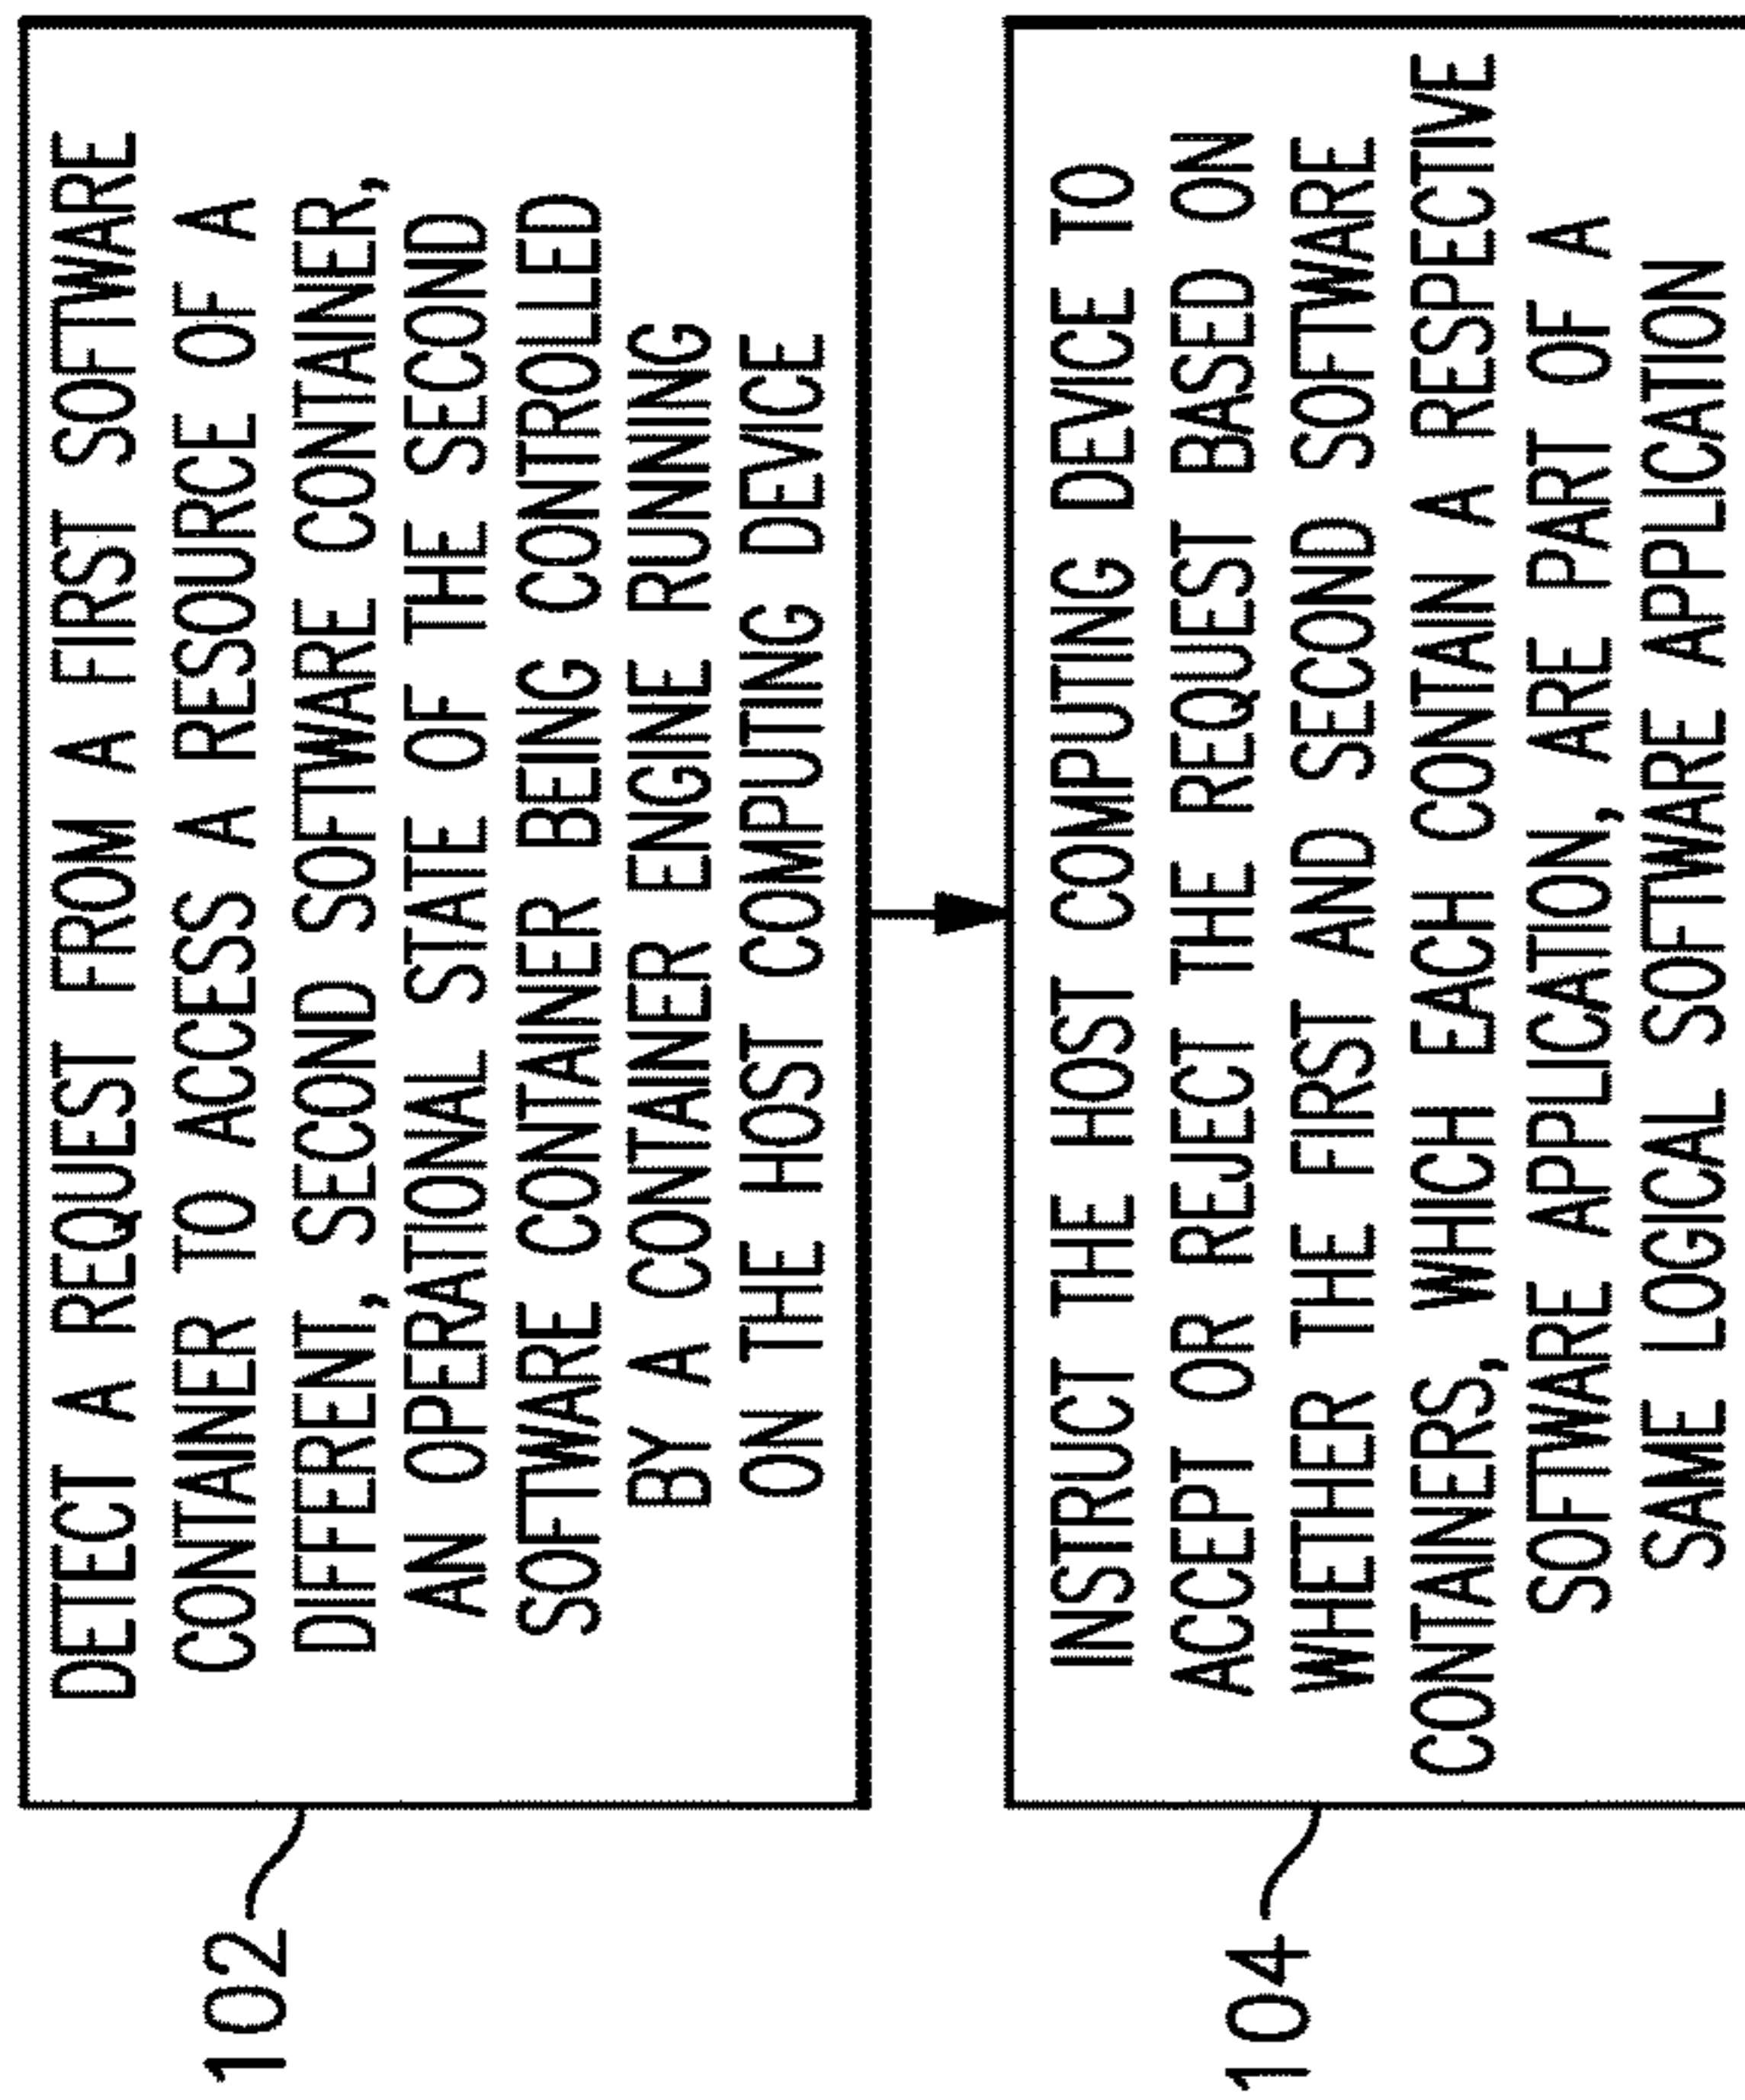 102
DETECT A REQUEST FROM A FIRST SOFTWARE
CONTAINER TO ACCESS A RESOURCE OF A
DIFFERENT, SECOND SOFTWARE CONTAINER,
AN OPERATIONAL STATE OF THE SECOND
SOFTWARE CONTAINER BEING CONTROLLED
BY A CONTAINER ENGINE RUNNING
ON THE HOST COMPUTING DEVICE
104
INSTRUCT THE HOST COMPUTING DEVICE TO
ACCEPT OR REJECT THE REQUEST BASED ON
WHETHER THE FIRST AND SECOND SOFTWARE
CONTAINERS, WHICH EACH CONTAIN A RESPECTIVE
SOFTWARE APPLICATION, ARE PART OF A
SAME LOGICAL SOFTWARE APPLICATION